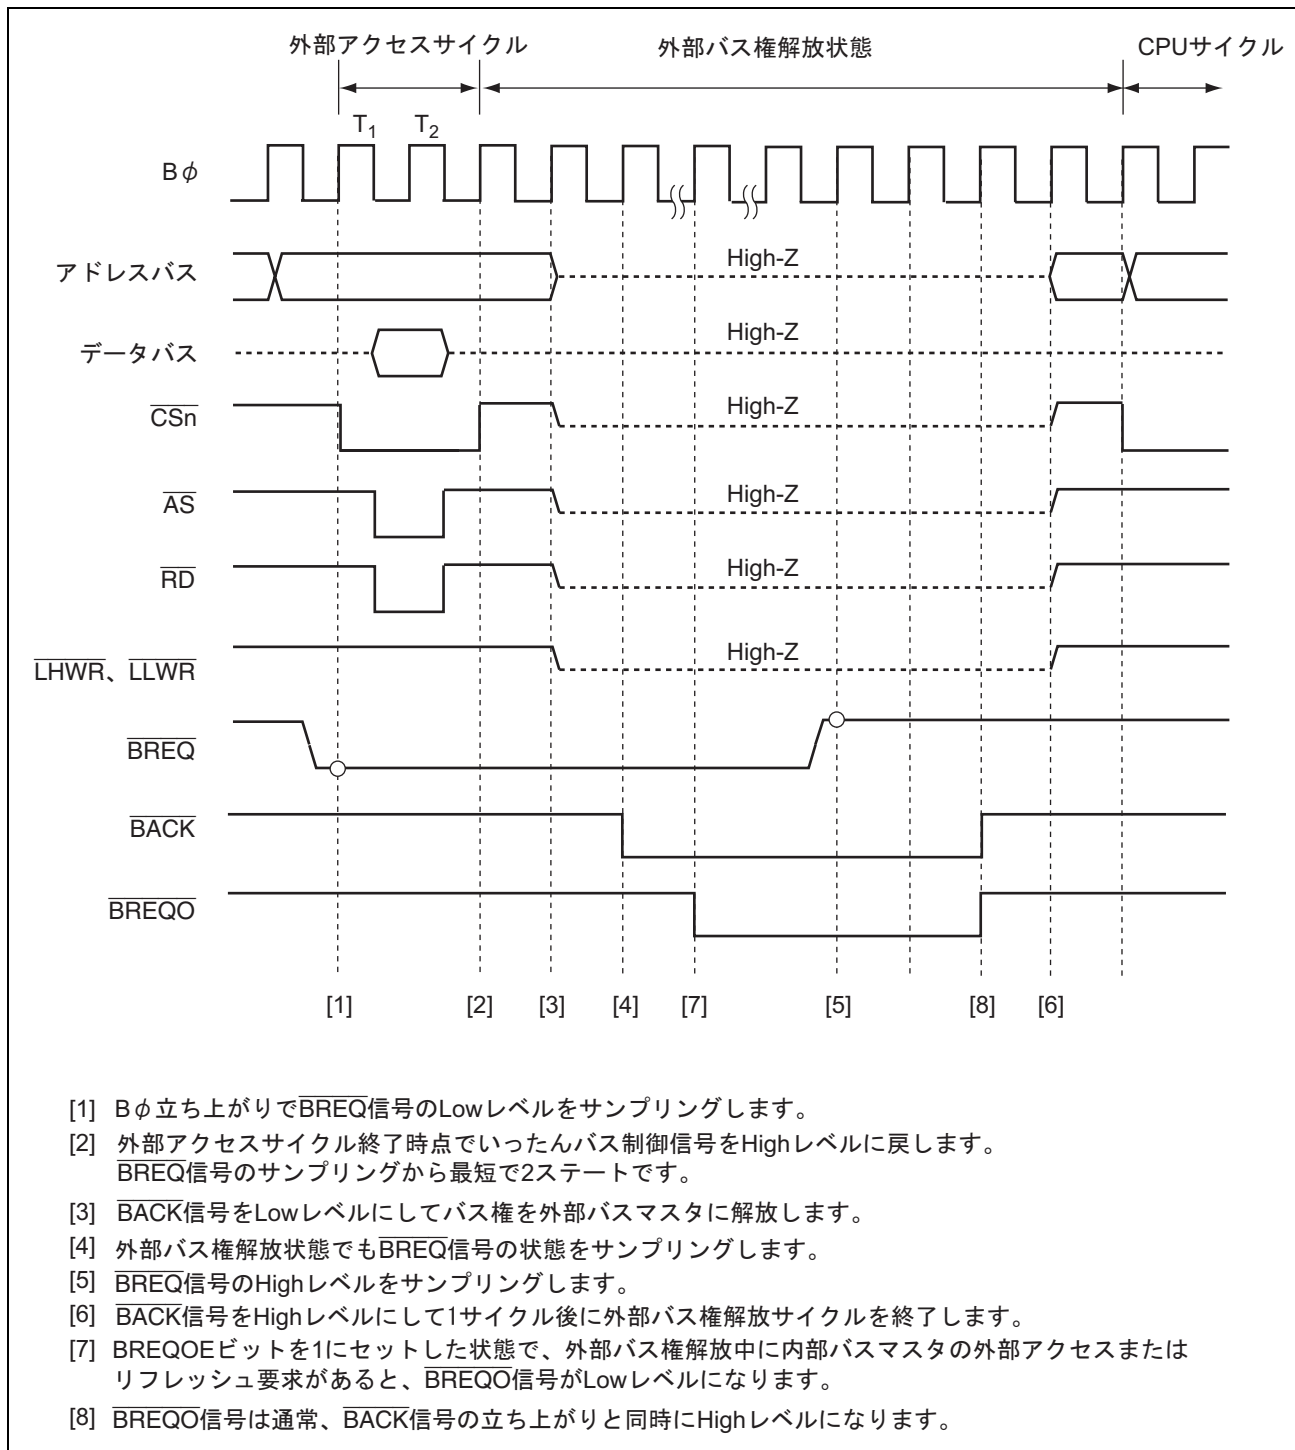 外部アクセスサイクル 外部バス権解放状態 CPUサイクル
T1 T2
Bφ
アドレスバス High-Z
データバス High-Z
CSn High-Z
AS High-Z
RD High-Z
LHWR、LLWR High-Z
BREQ
BACK
BREQO
[1] [2] [3] [4] [7] [5] [8] [6]
[1] Bφ立ち上がりでBREQ信号のLowレベルをサンプリングします。
[2] 外部アクセスサイクル終了時点でいったんバス制御信号をHighレベルに戻します。
BREQ信号のサンプリングから最短で2ステートです。
[3] BACK信号をLowレベルにしてバス権を外部バスマスタに解放します。
[4] 外部バス権解放状態でもBREQ信号の状態をサンプリングします。
[5] BREQ信号のHighレベルをサンプリングします。
[6] BACK信号をHighレベルにして1サイクル後に外部バス権解放サイクルを終了します。
[7] BREQOEビットを1にセットした状態で、外部バス権解放中に内部バスマスタの外部アクセスまたは
リフレッシュ要求があると、BREQO信号がLowレベルになります。
[8] BREQO信号は通常、BACK信号の立ち上がりと同時にHighレベルになります。